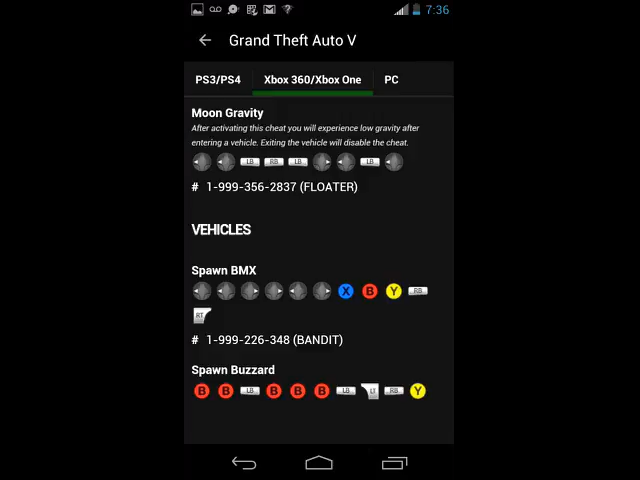 7:36
Grand Theft Auto V
PS3/PS4 Xbox 360/Xbox One PC
Moon Gravity
After activating this cheat you will experience low gravity after
entering a vehicle. Exiting the vehicle will disable the cheat.
LB RB LB LB
# 1-999-356-2837 (FLOATER)
VEHICLES
Spawn BMX
X B Y RB
RT
# 1-999-226-348 (BANDIT)
Spawn Buzzard
B B LB B B B LB LT RB Y